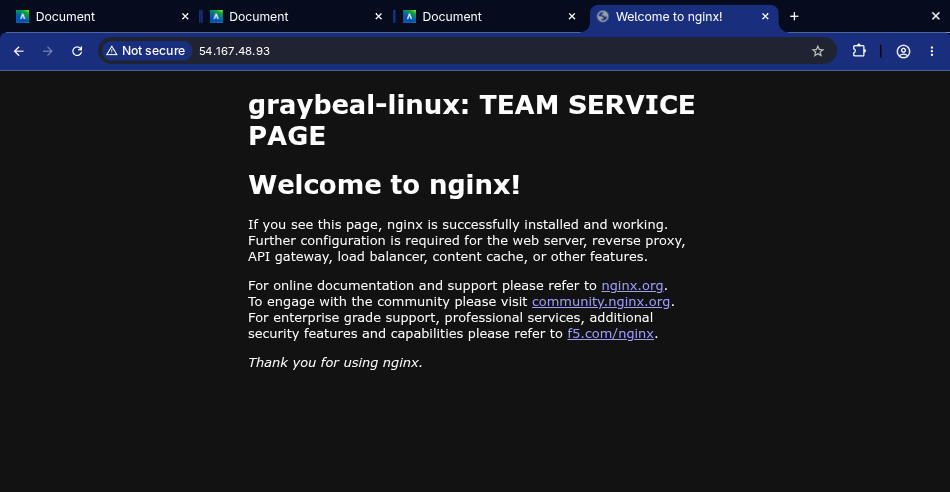 Document
Document
Document
Welcome to nginx!
Not secure 54.167.48.93
graybeal-linux: TEAM SERVICE
PAGE
Welcome to nginx!
If you see this page, nginx is successfully installed and working.
Further configuration is required for the web server, reverse proxy,
API gateway, load balancer, content cache, or other features.
For online documentation and support please refer to nginx.org.
To engage with the community please visit community.nginx.org.
For enterprise grade support, professional services, additional
security features and capabilities please refer to f5.com/nginx.
Thank you for using nginx.